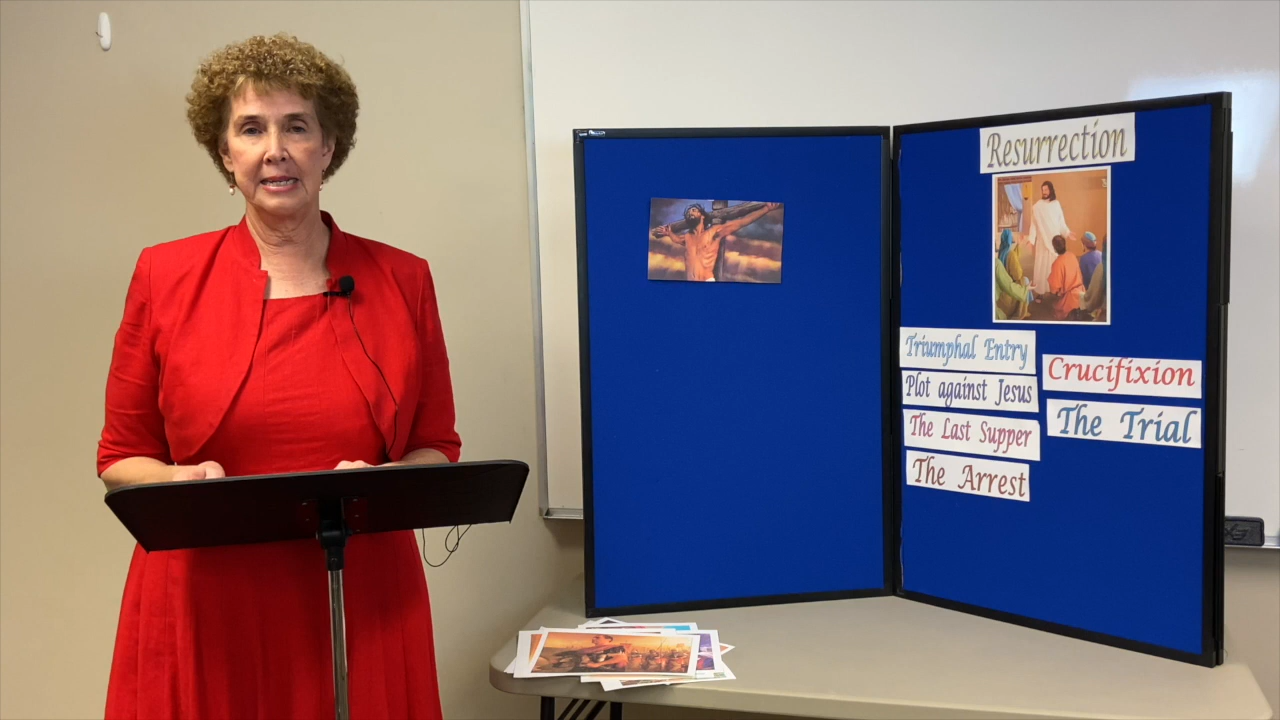 Resurrection
Triumphal Entry
Plot against Jesus
The Last Supper
The Arrest
Crucifixion
The Trial